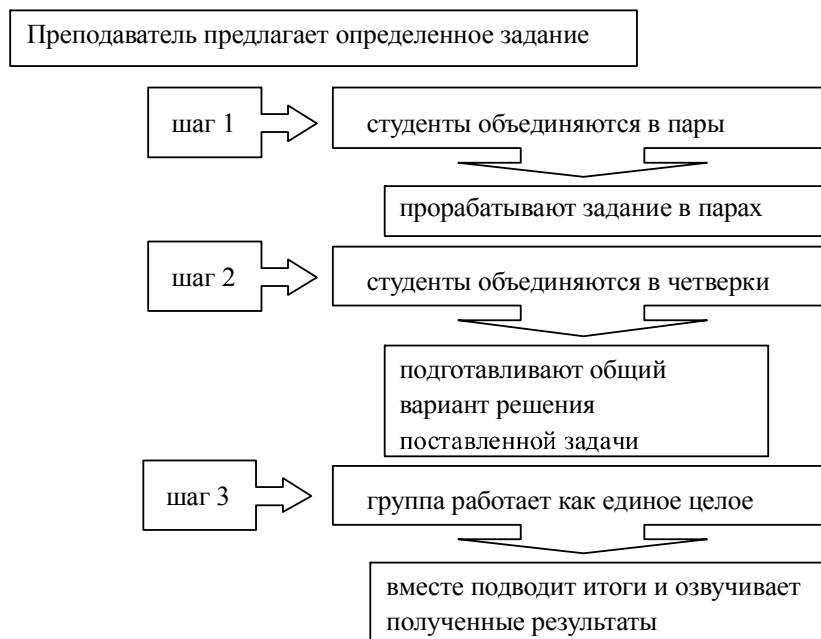 Преподаватель предлагает определенное задание
шаг 1
студенты объединяются в пары
прорабатывают задание в парах
шаг 2
студенты объединяются в четверки
подготавливают общий
вариант решения
поставленной задачи
шаг 3
группа работает как единое целое
вместе подводит итоги и озвучивает
полученные результаты